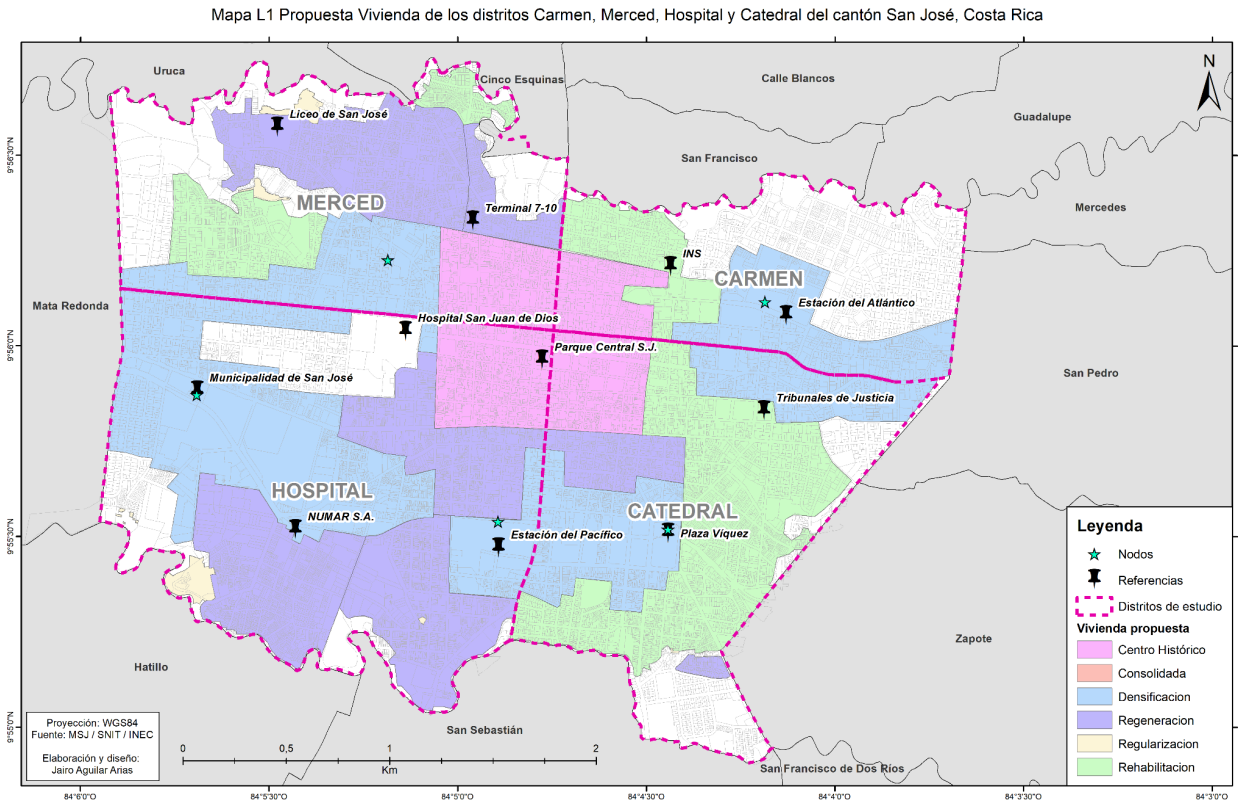 Mapa L1 Propuesta Vivienda de los distritos Carmen, Merced, Hospital y Catedral del cantón San José, Costa Rica
Uruca
Cinco Esquinas
Calle Blancos
N
Guadalupe
Liceo de San José
San Francisco
MERCED
Terminal 7-10
Mercedes
INS
CARMEN
Mata Redonda
Estación del Atlántico
Hospital San Juan de Dios
Parque Central S.J.
San Pedro
Municipalidad de San José
Tribunales de Justicia
HOSPITAL
NUMAR S.A.
CATEDRAL
Estación del Pacífico
Plaza Víquez
Zapote
Hatillo
San Sebastián
San Francisco de Dos Rios
Leyenda
Nodos
Referencias
Distritos de estudio
Vivienda propuesta
Centro Histórico
Consolidada
Densificacion
Regeneracion
Regularizacion
Rehabilitacion
Proyección: WGS84
Fuente: MSJ / SNIT / INEC
Elaboración y diseño:
Jairo Aguilar Arias
0 0,5 1 2
Km
9°56'30"N
9°56'0"N
9°55'30"N
9°55'0"N
84°6'0"O 84°5'30"O 84°5'0"O 84°4'30"O 84°4'0"O 84°3'30"O 84°3'0"O